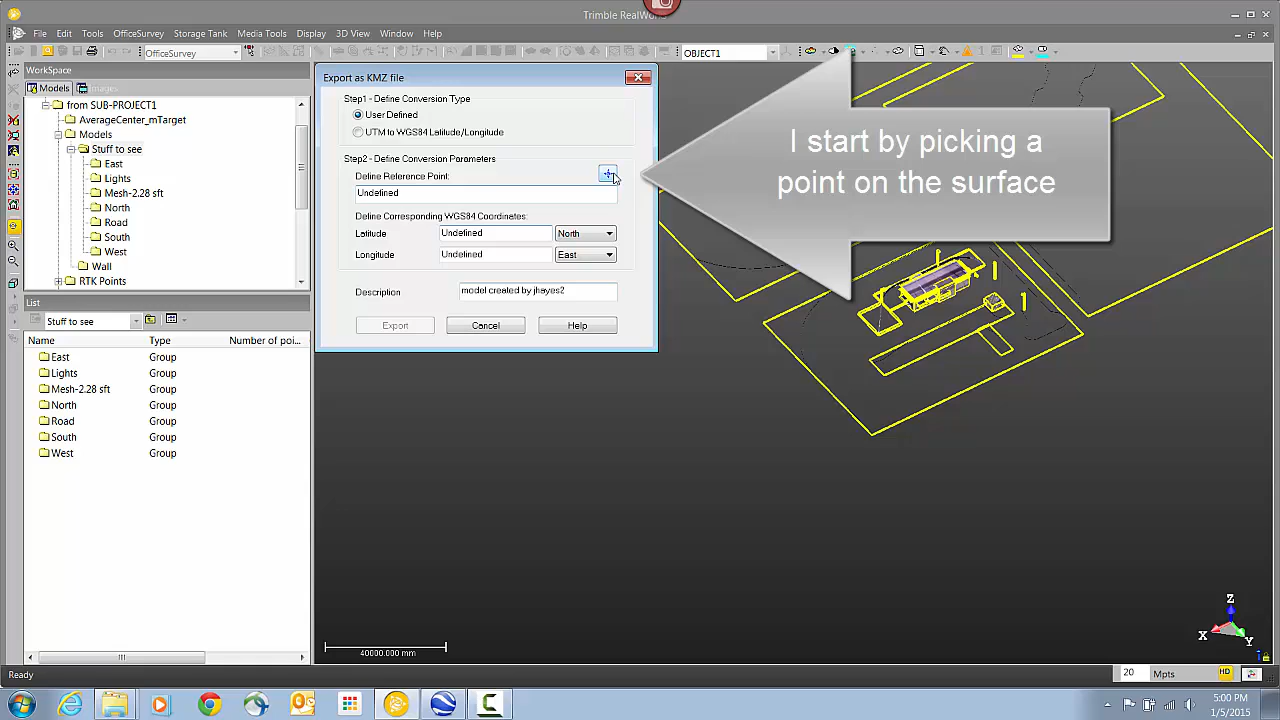 Trimble RealWo
File Edit Tools OfficeSurvey Storage Tank Media Tools Display 3D View Window Help
OfficeSurvey
OBJECT1
WorkSpace
Models Images
from SUB-PROJECT1
AverageCenter_mTarget
Models
Stuff to see
East
Lights
Mesh-2.28 sft
North
Road
South
West
Wall
RTK Points
List
Stuff to see
Name Type Number of poi...
East Group
Lights Group
Mesh-2.28 sft Group
North Group
Road Group
South Group
West Group
Export as KMZ file
Step1 - Define Conversion Type
User Defined
UTM to WGS84 Latitude/Longitude
Step2 - Define Conversion Parameters
Define Reference Point:
Undefined
Define Corresponding WGS84 Coordinates:
Latitude Undefined North
Longitude Undefined East
Description model created by jhayes2
Export Cancel Help
I start by picking a
point on the surface
40000.000 mm
Z
X
Y
Ready
20 Mpts HD
5:00 PM
1/5/2015